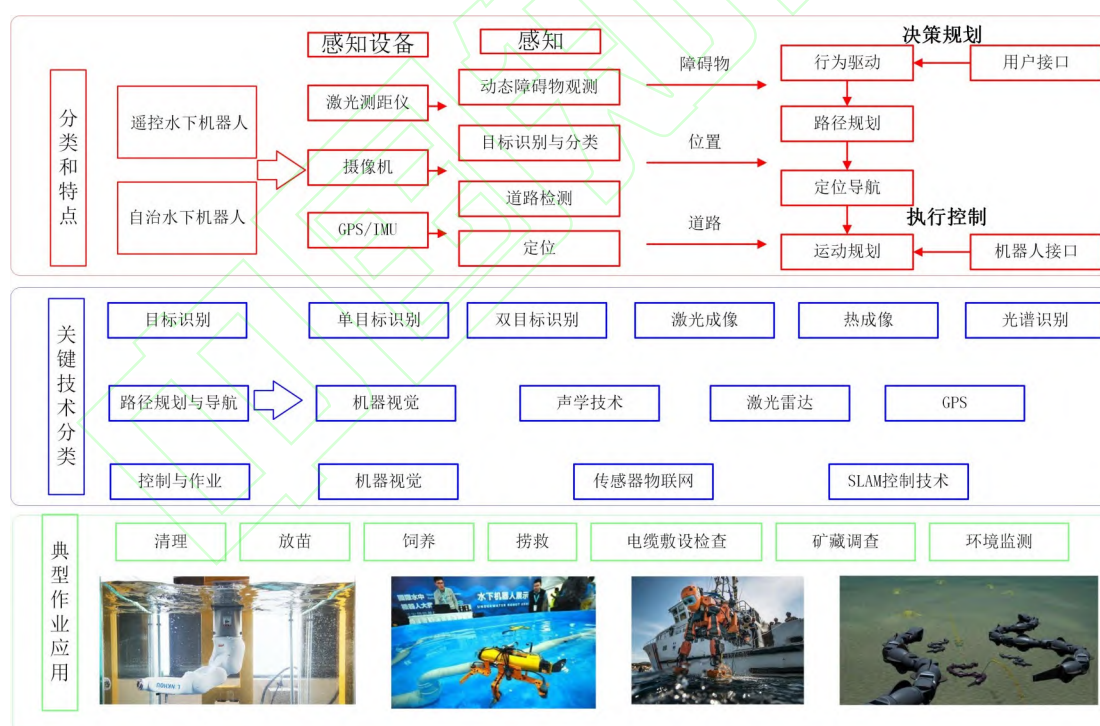 分类和特点
遥控水下机器人
自治水下机器人
感知设备
激光测距仪
摄像机
GPS/IMU
感知
动态障碍物观测
目标识别与分类
道路检测
定位
障碍物
位置
道路
决策规划
行为驱动
用户接口
路径规划
定位导航
执行控制
运动规划
机器人接口
关键技术分类
目标识别
单目标识别
双目标识别
激光成像
热成像
光谱识别
路径规划与导航
机器视觉
声学技术
激光雷达
GPS
控制与作业
机器视觉
传感器物联网
SLAM控制技术
典型作业应用
清理
放苗
饲养
捞救
电缆敷设检查
矿藏调查
环境监测
水下机器人展示